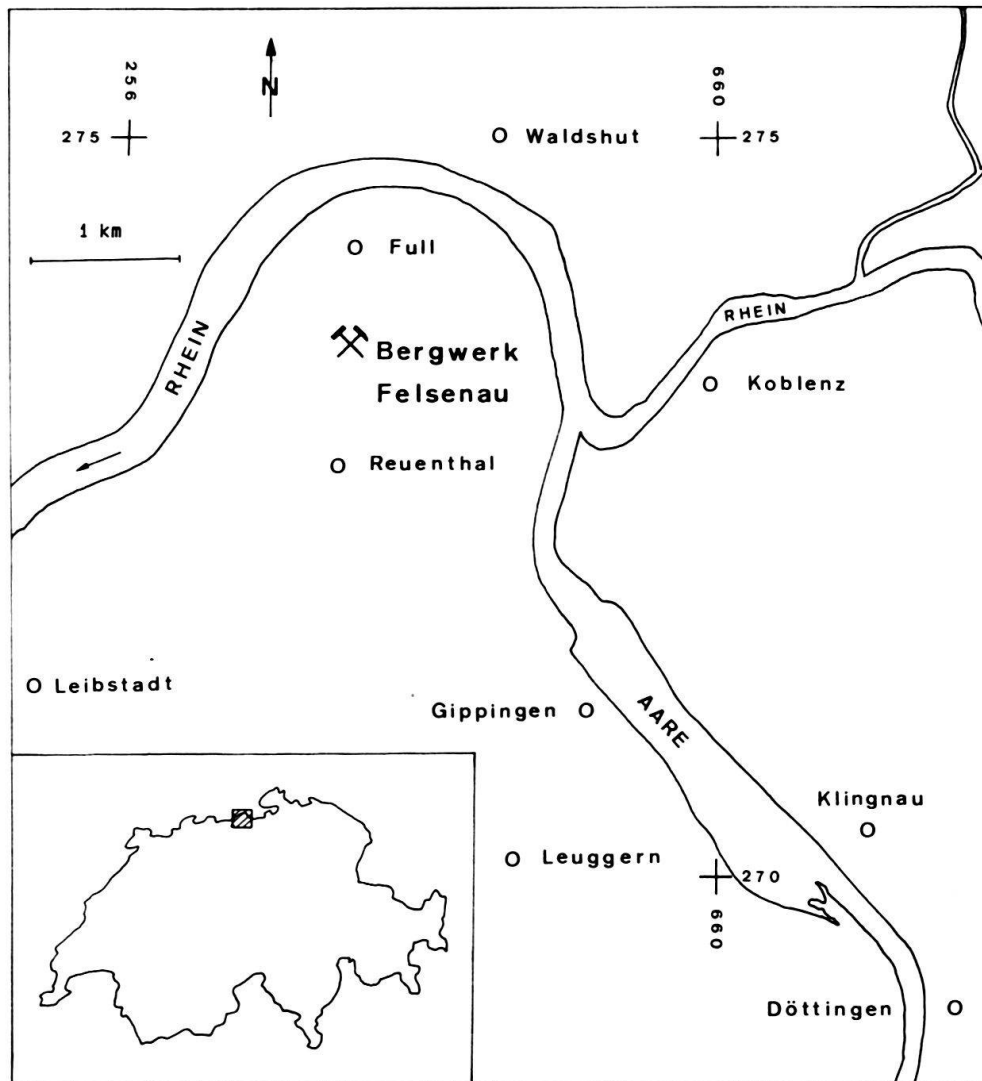 256
N
660
275
Waldshut
275
1 km
Full
RHEIN
RHEIN
Bergwerk
Felsenau
Koblenz
Reuenthal
Leibstadt
Gippingen
AARE
Klingnau
Leuggern
270
660
Döttingen